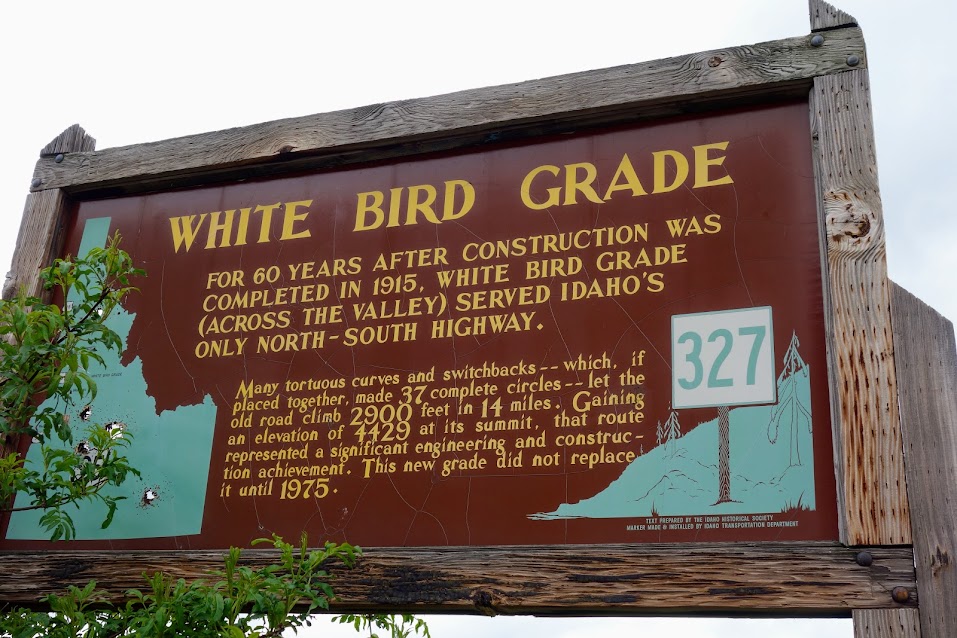 WHITE BIRD GRADE
FOR 60 YEARS AFTER CONSTRUCTION WAS
COMPLETED IN 1915, WHITE BIRD GRADE
(ACROSS THE VALLEY) SERVED IDAHO'S
ONLY NORTH-SOUTH HIGHWAY.
Many tortuous curves and switchbacks -- which, if
placed together, made 37 complete circles -- let the
old road climb 2900 feet in 14 miles. Gaining
an elevation of 4429 at its summit, that route
represented a significant engineering and construc-
tion achievement. This new grade did not replace
it until 1975.
327
TEXT PREPARED BY THE IDAHO HISTORICAL SOCIETY
MARKER MADE & INSTALLED BY IDAHO TRANSPORTATION DEPARTMENT